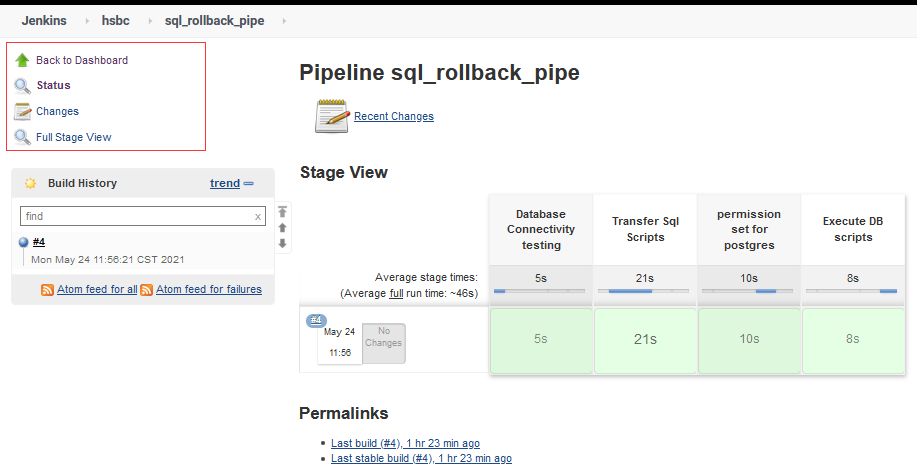 Jenkins hsbc sql_rollback_pipe
Back to Dashboard
Status
Changes
Full Stage View
Build History trend
find x
#4
Mon May 24 11:56:21 CST 2021
Atom feed for all Atom feed for failures
Pipeline sql_rollback_pipe
Recent Changes
Stage View
Database
Connectivity
testing
Transfer Sql
Scripts
permission
set for
postgres
Execute DB
scripts
Average stage times:
(Average full run time: ~46s)
5s 21s 10s 8s
#4
May 24
11:56
No
Changes
5s 21s 10s 8s
Permalinks
Last build (#4), 1 hr 23 min ago
Last stable build (#4), 1 hr 23 min ago